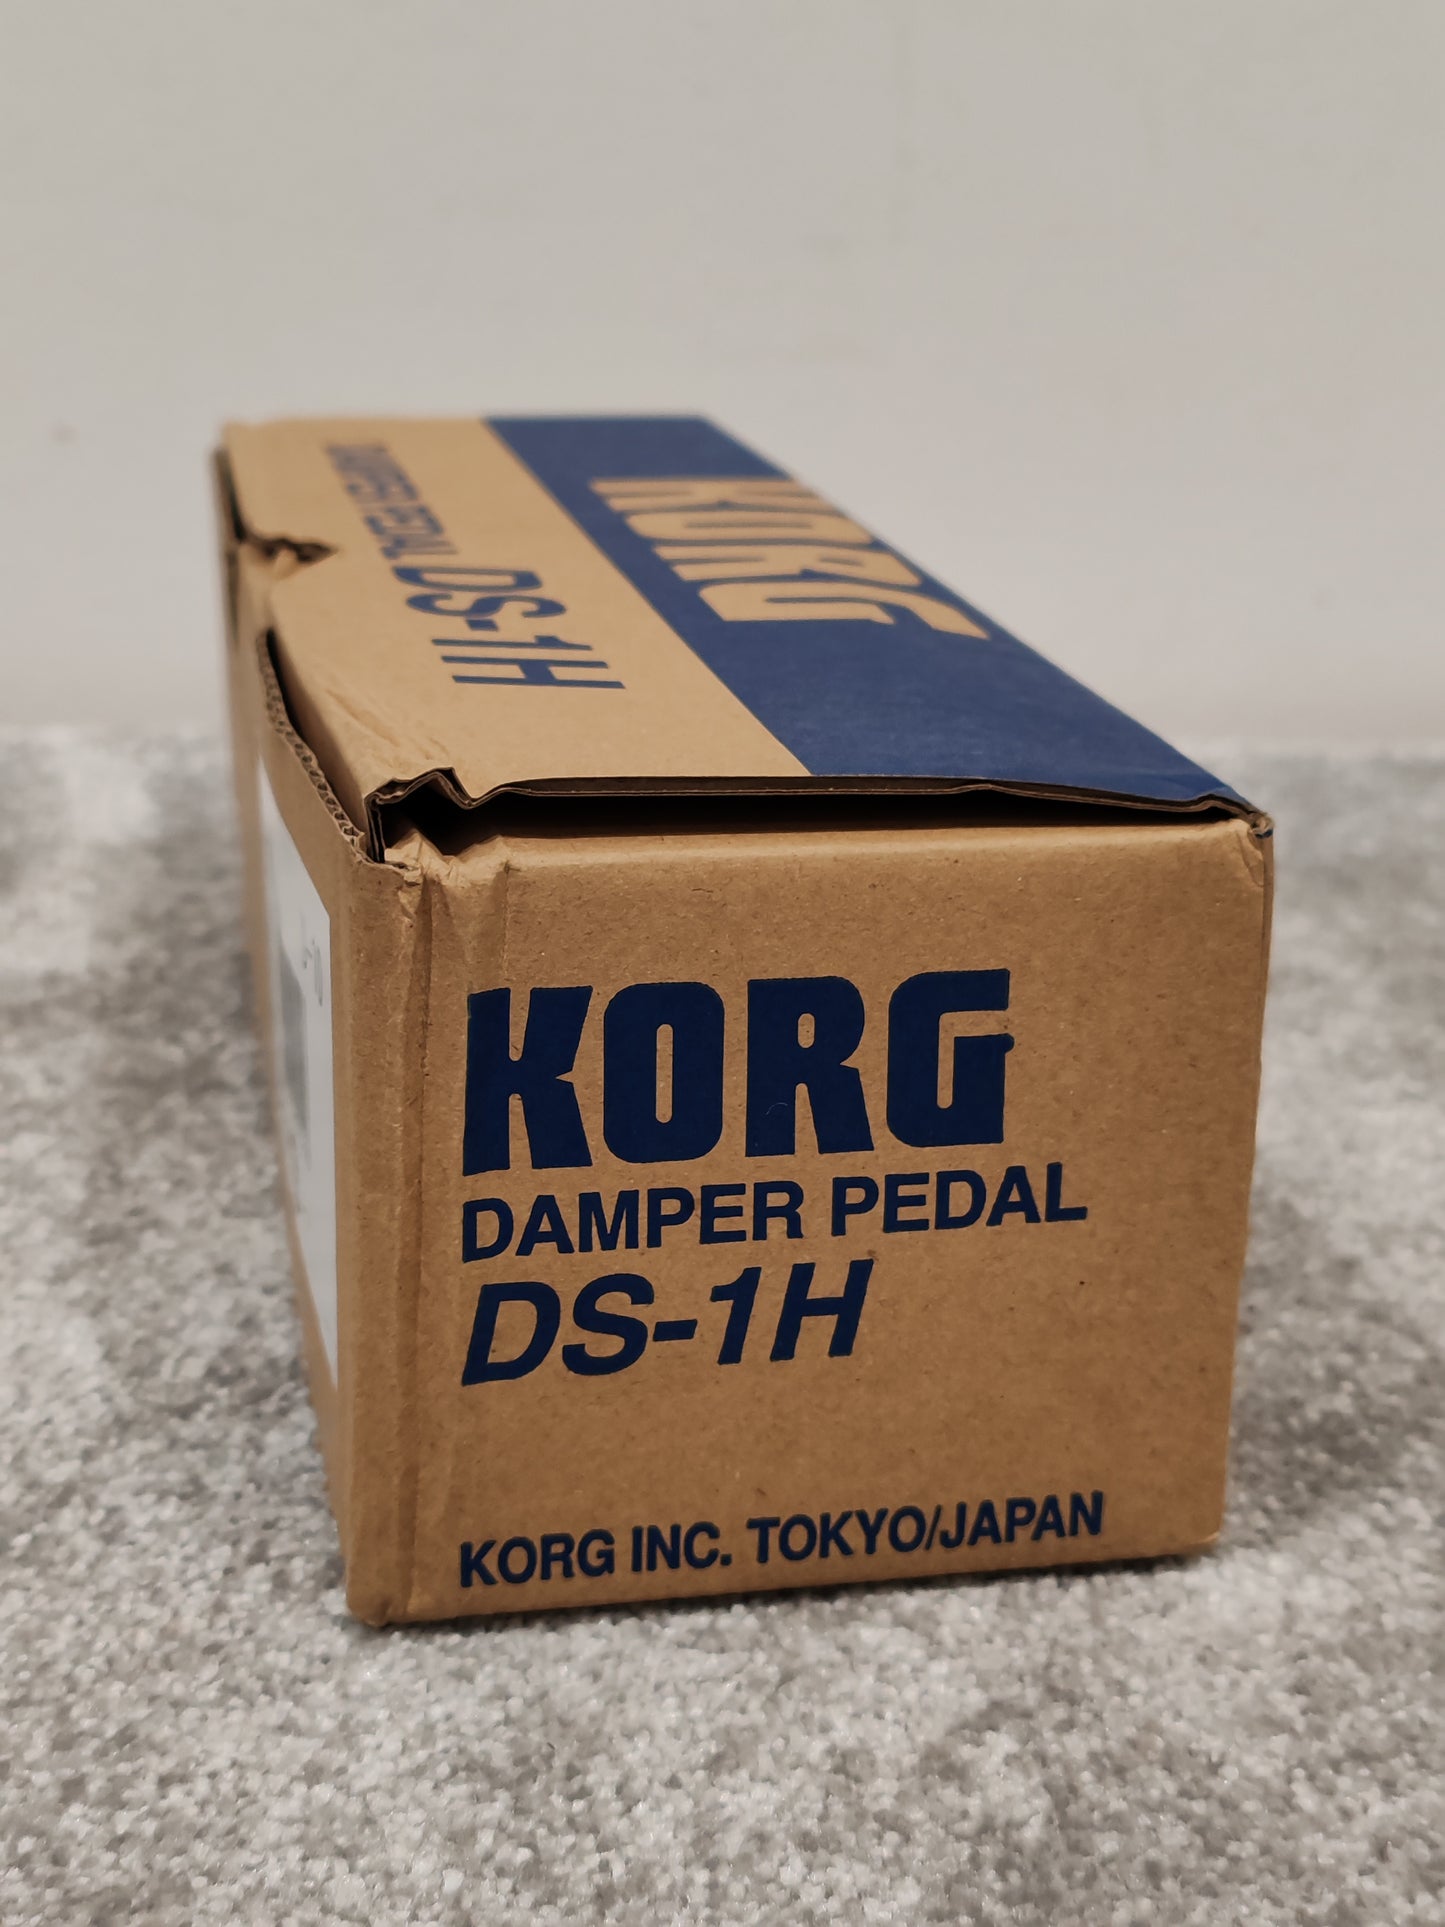 KORG
DAMPER PEDAL DS-1H
KORG
DAMPER PEDAL
DS-1H
KORG INC. TOKYO/JAPAN